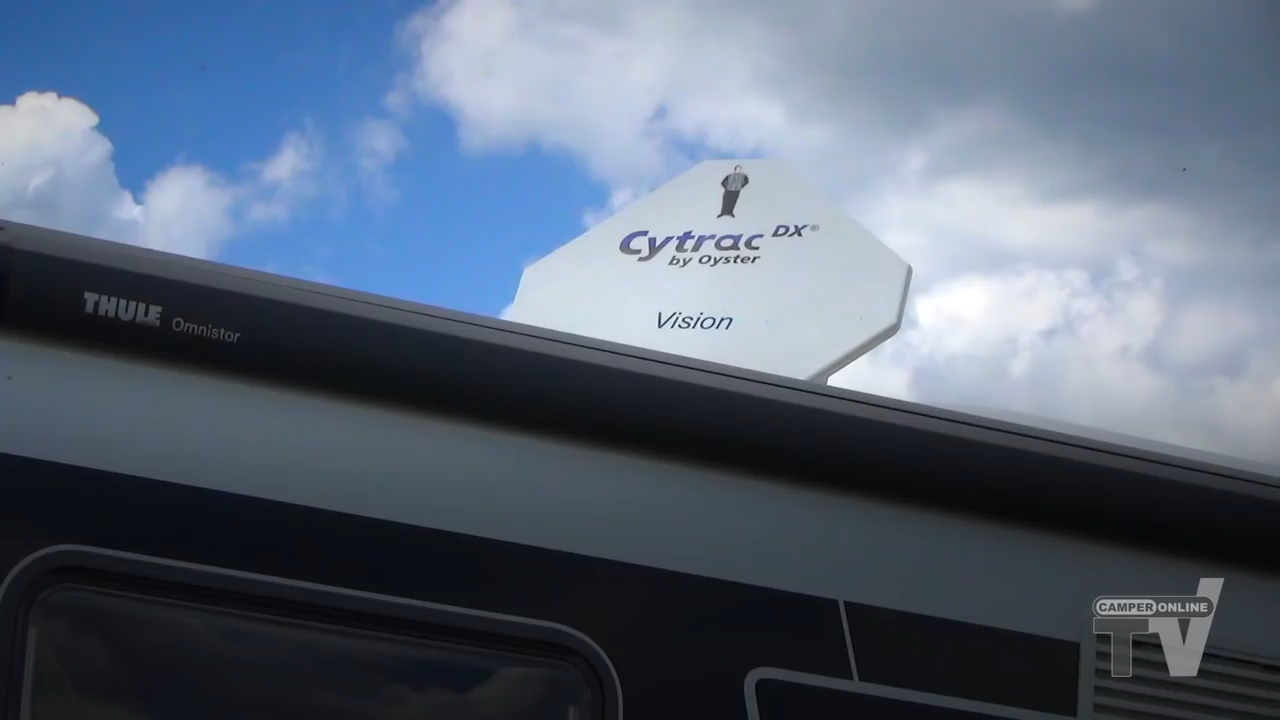 Cytrac DX®
by Oyster
Vision
THULE Omnistor
CAMPER ONLINE
TV